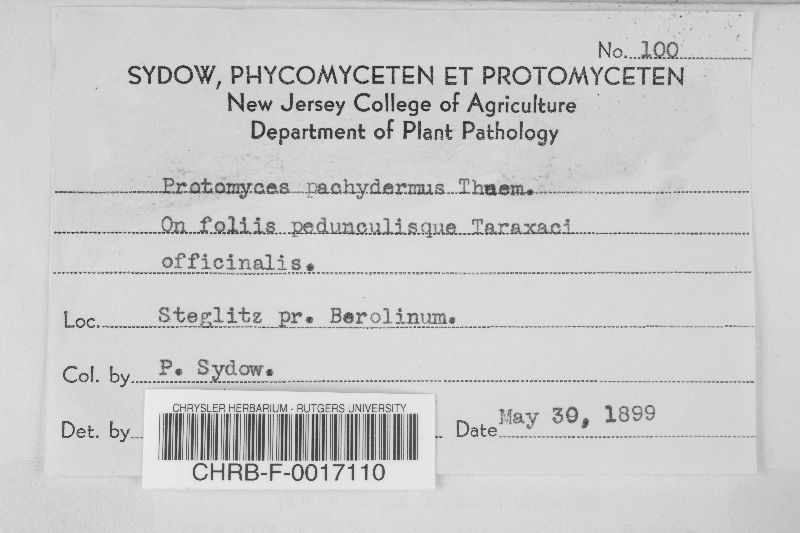 No. 100
SYDOW, PHYCOMYCETEN ET PROTOMYCETEN
New Jersey College of Agriculture
Department of Plant Pathology
Protomyces pachydermus Thuem.
On foliis pedunculisque Taraxaci
officinalis.
Loc. Steglitz pr. Berolinum.
Col. by P. Sydow.
Det. by
Date May 30, 1899
CHRYSLER HERBARIUM - RUTGERS UNIVERSITY
CHRB-F-0017110